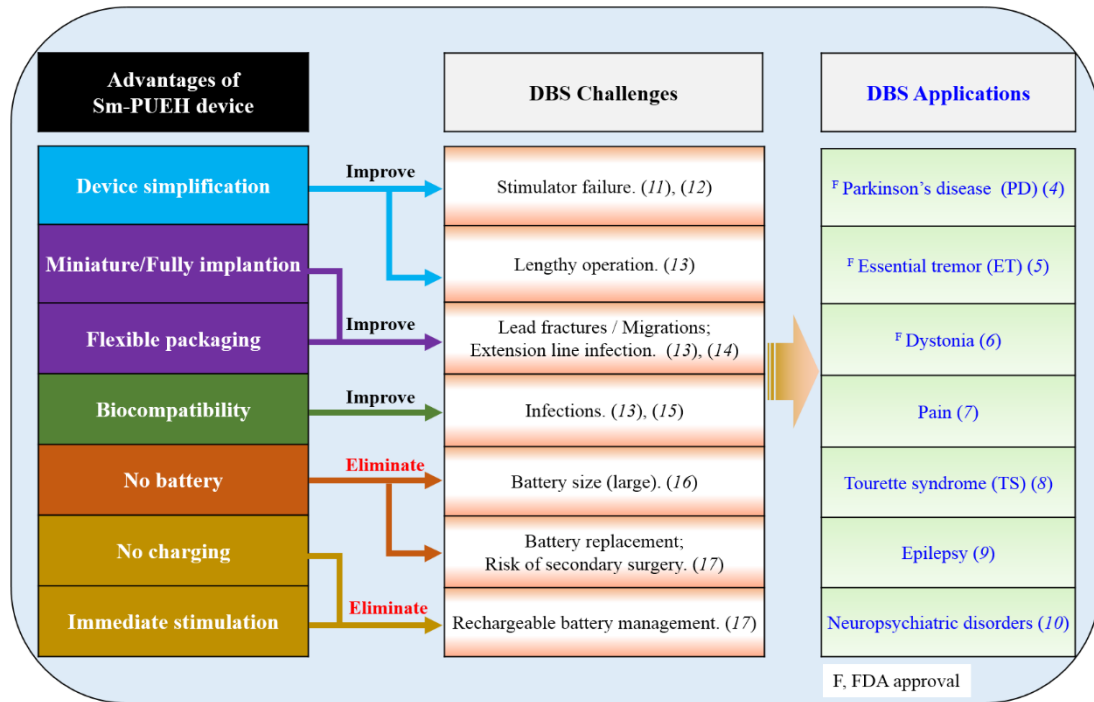 Advantages of
Sm-PUEH device
DBS Challenges
DBS Applications
Device simplification
Improve
Stimulator failure. (11), (12)
F Parkinson's disease (PD) (4)
Miniature/Fully implantion
Lengthy operation. (13)
F Essential tremor (ET) (5)
Flexible packaging
Improve
Lead fractures / Migrations;
Extension line infection. (13), (14)
F Dystonia (6)
Biocompatibility
Improve
Infections. (13), (15)
Pain (7)
No battery
Eliminate
Battery size (large). (16)
Tourette syndrome (TS) (8)
No charging
Battery replacement;
Risk of secondary surgery. (17)
Epilepsy (9)
Immediate stimulation
Eliminate
Rechargeable battery management. (17)
Neuropsychiatric disorders (10)
F, FDA approval